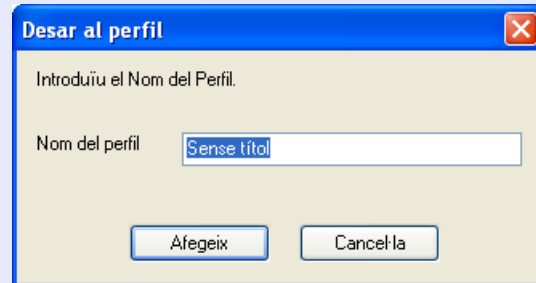 Desar al perfil
Introduïu el Nom del Perfil.
Nom del perfil
Sense títol
Afegeix
Cancel·la